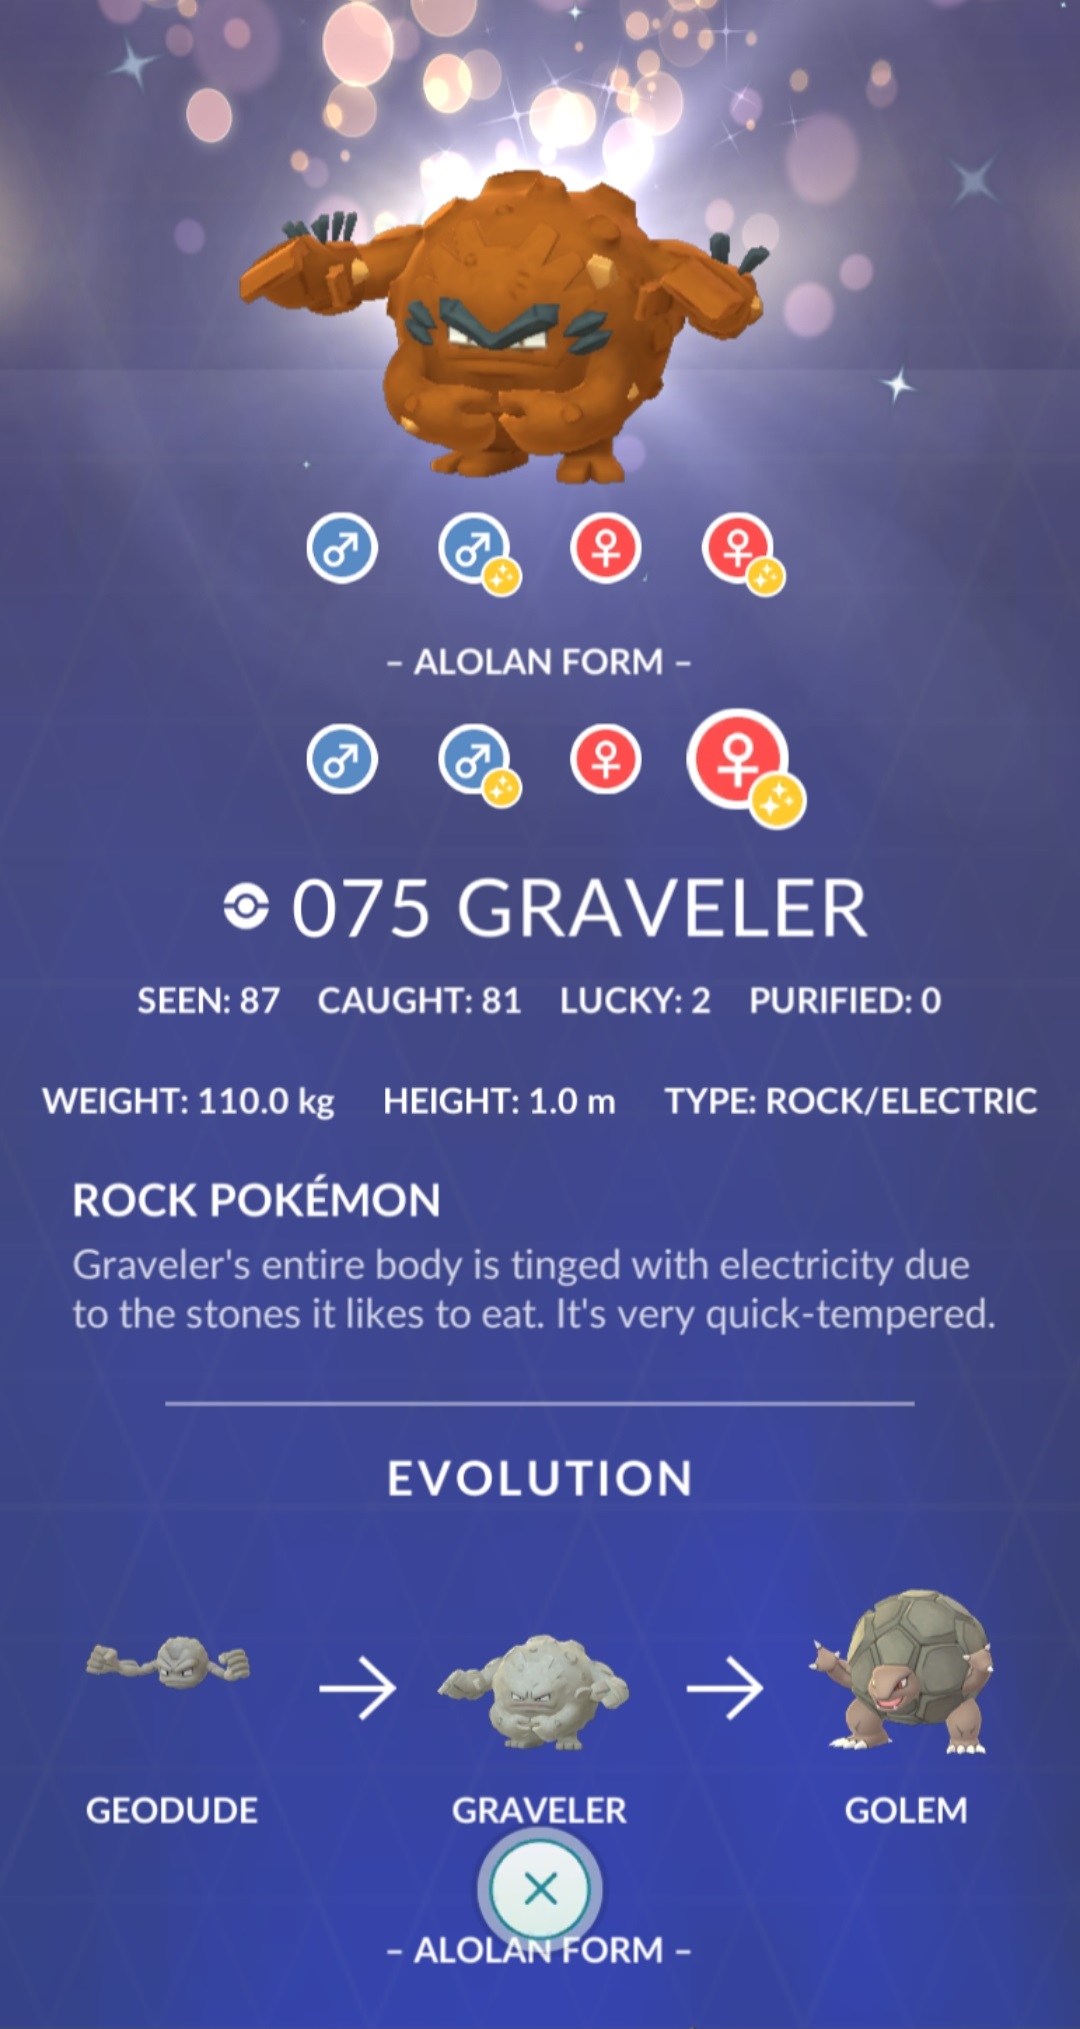 – ALOLAN FORM –
075 GRAVELER
SEEN: 87 CAUGHT: 81 LUCKY: 2 PURIFIED: 0
WEIGHT: 110.0 kg HEIGHT: 1.0 m TYPE: ROCK/ELECTRIC
ROCK POKÉMON
Graveler's entire body is tinged with electricity due
to the stones it likes to eat. It's very quick-tempered.
EVOLUTION
GEODUDE GRAVELER GOLEM
– ALOLAN FORM –